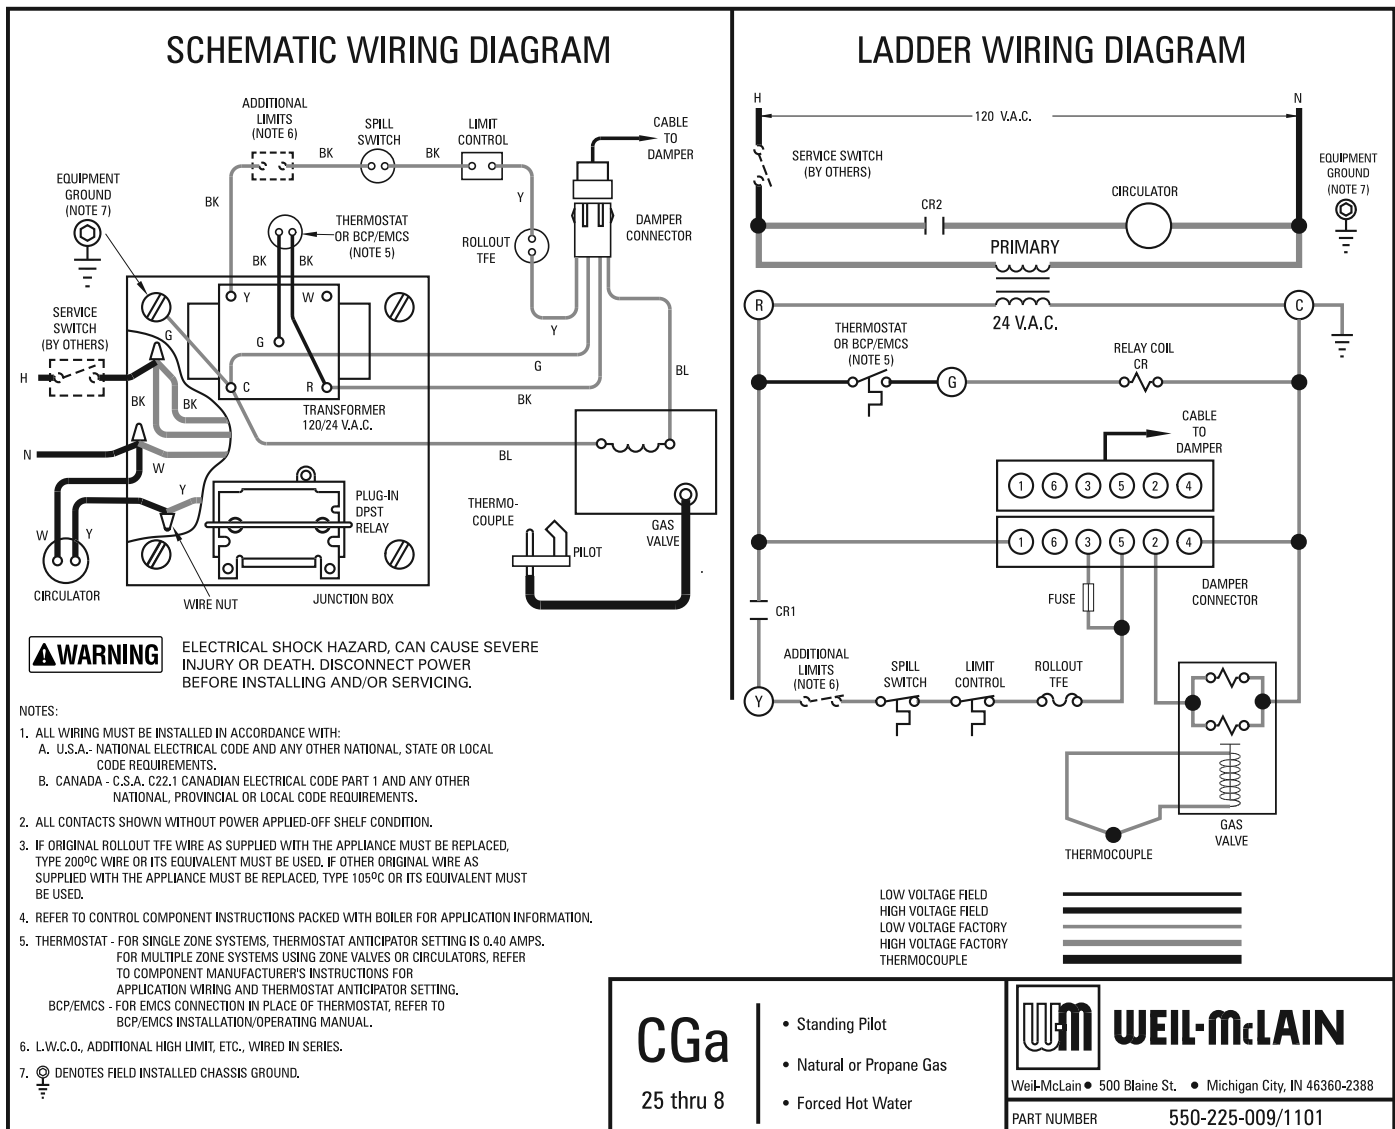 SCHEMATIC WIRING DIAGRAM
ADDITIONAL
LIMITS
(NOTE 6)
SPILL
SWITCH
LIMIT
CONTROL
CABLE
TO
DAMPER
BK
BK
BK
Y
EQUIPMENT
GROUND
(NOTE 7)
THERMOSTAT
OR BCP/EMCS
(NOTE 5)
BK
BK
ROLLOUT
TFE
DAMPER
CONNECTOR
Y
W
G
C
R
SERVICE
SWITCH
(BY OTHERS)
G
H
BK
BK
N
W
Y
Y
G
BK
BL
BL
TRANSFORMER
120/24 V.A.C.
PLUG-IN
DPST
RELAY
THERMO-
COUPLE
PILOT
GAS
VALVE
W
Y
CIRCULATOR
WIRE NUT
JUNCTION BOX
WARNING
ELECTRICAL SHOCK HAZARD, CAN CAUSE SEVERE
INJURY OR DEATH. DISCONNECT POWER
BEFORE INSTALLING AND/OR SERVICING.
NOTES:
1. ALL WIRING MUST BE INSTALLED IN ACCORDANCE WITH:
A. U.S.A.- NATIONAL ELECTRICAL CODE AND ANY OTHER NATIONAL, STATE OR LOCAL
CODE REQUIREMENTS.
B. CANADA - C.S.A. C22.1 CANADIAN ELECTRICAL CODE PART 1 AND ANY OTHER
NATIONAL, PROVINCIAL OR LOCAL CODE REQUIREMENTS.
2. ALL CONTACTS SHOWN WITHOUT POWER APPLIED-OFF SHELF CONDITION.
3. IF ORIGINAL ROLLOUT TFE WIRE AS SUPPLIED WITH THE APPLIANCE MUST BE REPLACED,
TYPE 200ºC WIRE OR ITS EQUIVALENT MUST BE USED. IF OTHER ORIGINAL WIRE AS
SUPPLIED WITH THE APPLIANCE MUST BE REPLACED, TYPE 105ºC OR ITS EQUIVALENT MUST
BE USED.
4. REFER TO CONTROL COMPONENT INSTRUCTIONS PACKED WITH BOILER FOR APPLICATION INFORMATION.
5. THERMOSTAT - FOR SINGLE ZONE SYSTEMS, THERMOSTAT ANTICIPATOR SETTING IS 0.40 AMPS.
FOR MULTIPLE ZONE SYSTEMS USING ZONE VALVES OR CIRCULATORS, REFER
TO COMPONENT MANUFACTURER'S INSTRUCTIONS FOR
APPLICATION WIRING AND THERMOSTAT ANTICIPATOR SETTING.
BCP/EMCS - FOR EMCS CONNECTION IN PLACE OF THERMOSTAT, REFER TO
BCP/EMCS INSTALLATION/OPERATING MANUAL.
6. L.W.C.O., ADDITIONAL HIGH LIMIT, ETC., WIRED IN SERIES.
7. DENOTES FIELD INSTALLED CHASSIS GROUND.
LADDER WIRING DIAGRAM
H
120 V.A.C.
N
SERVICE SWITCH
(BY OTHERS)
EQUIPMENT
GROUND
(NOTE 7)
CR2
CIRCULATOR
PRIMARY
R
24 V.A.C.
C
THERMOSTAT
OR BCP/EMCS
(NOTE 5)
G
RELAY COIL
CR
CABLE
TO
DAMPER
1 6 3 5 2 4
1 6 3 5 2 4
DAMPER
CONNECTOR
FUSE
CR1
ADDITIONAL
LIMITS
(NOTE 6)
SPILL
SWITCH
LIMIT
CONTROL
ROLLOUT
TFE
Y
THERMOCOUPLE
GAS
VALVE
LOW VOLTAGE FIELD
HIGH VOLTAGE FIELD
LOW VOLTAGE FACTORY
HIGH VOLTAGE FACTORY
THERMOCOUPLE
CGa
25 thru 8
• Standing Pilot
• Natural or Propane Gas
• Forced Hot Water
WM
WEIL-McLAIN
Weil-McLain ● 500 Blaine St. ● Michigan City, IN 46360-2388
PART NUMBER 550-225-009/1101